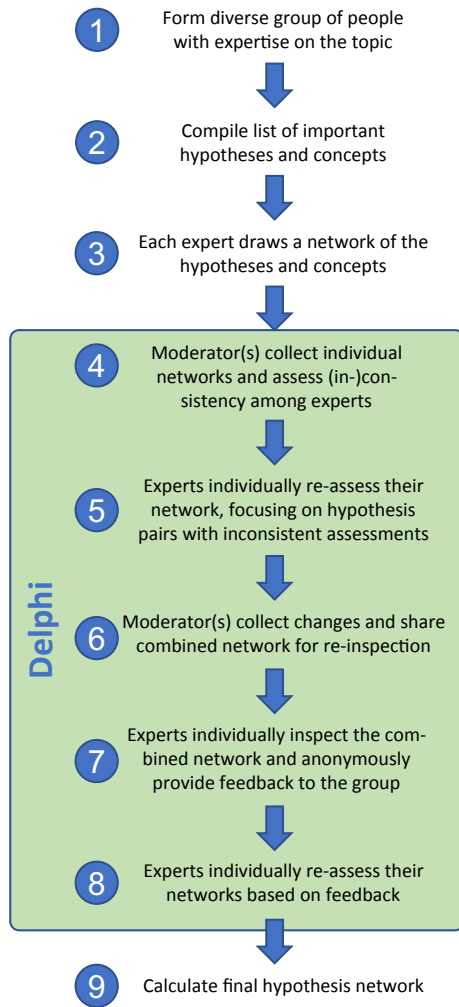 1
Form diverse group of people
with expertise on the topic
2
Compile list of important
hypotheses and concepts
3
Each expert draws a network of the
hypotheses and concepts
Delphi
4
Moderator(s) collect individual
networks and assess (in-)con-
sistency among experts
5
Experts individually re-assess their
network, focusing on hypothesis
pairs with inconsistent assessments
6
Moderator(s) collect changes and share
combined network for re-inspection
7
Experts individually inspect the com-
bined network and anonymously
provide feedback to the group
8
Experts individually re-assess their
networks based on feedback
9
Calculate final hypothesis network